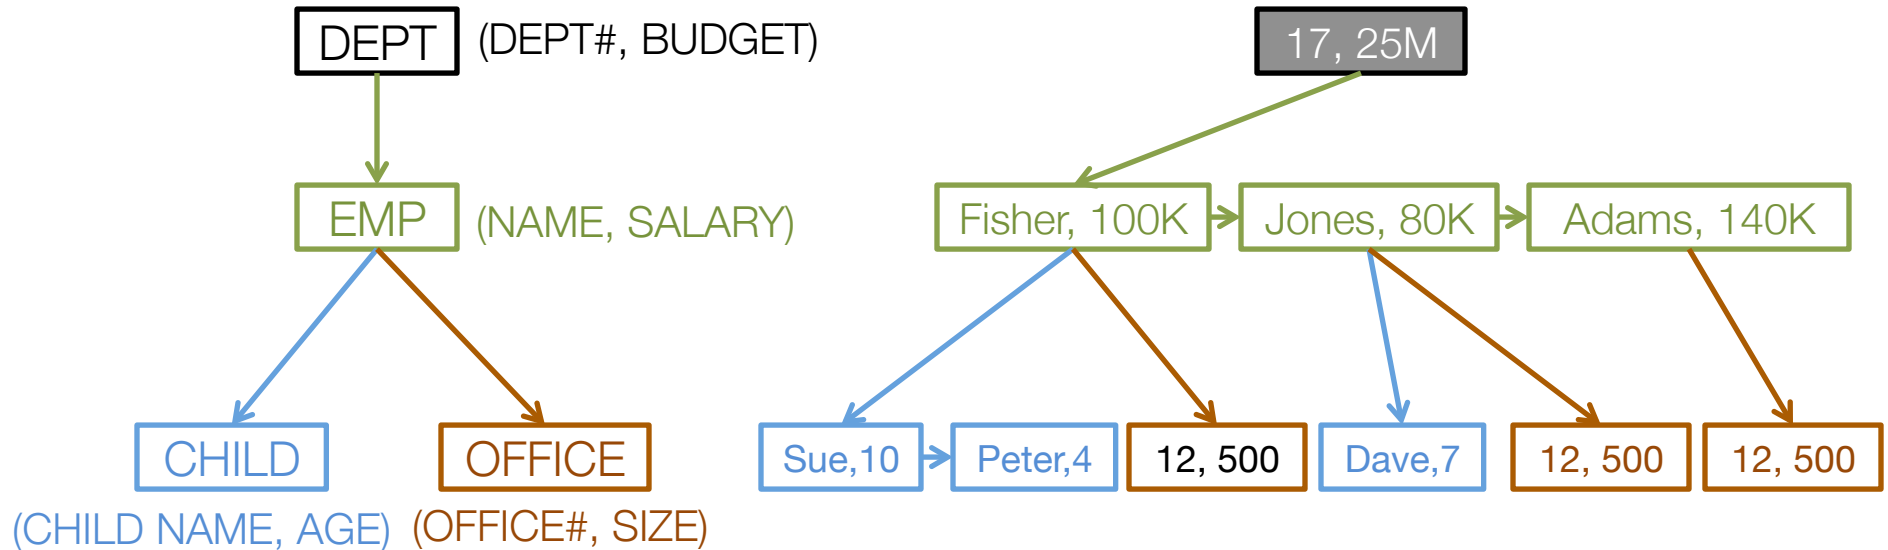 DEPT (DEPT#, BUDGET)
17, 25M
EMP (NAME, SALARY)
Fisher, 100K
Jones, 80K
Adams, 140K
CHILD
OFFICE
Sue,10
Peter,4
12, 500
Dave,7
12, 500
12, 500
(CHILD NAME, AGE)
(OFFICE#, SIZE)